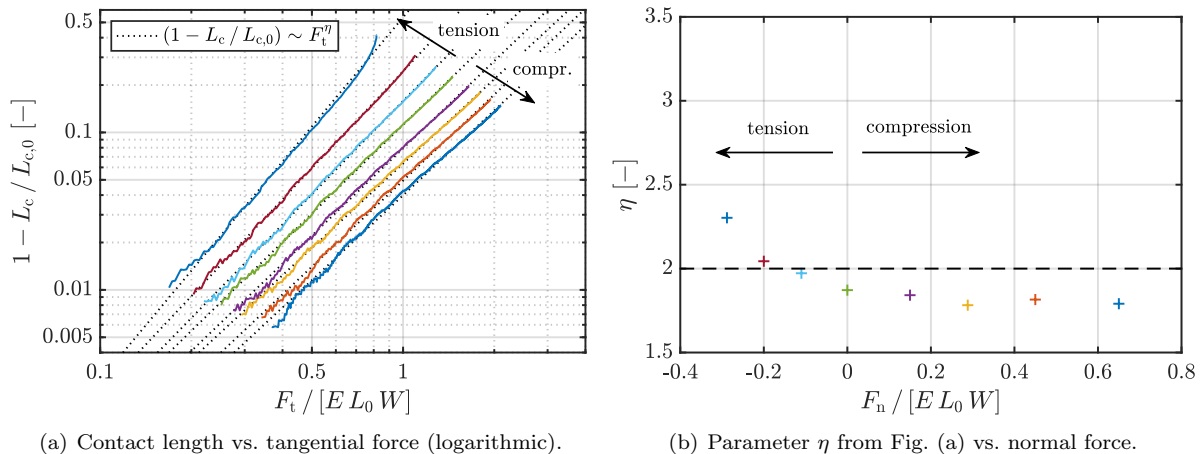 0.5
0.1
0.05
0.01
0.005
0.1
0.5
1
1 − L_c / L_{c,0} [−]
F_t / [E L_0 W]
(1 − L_c / L_{c,0}) ∼ F_t^η
tension
compr.
(a) Contact length vs. tangential force (logarithmic).
3.5
3
2.5
2
1.5
-0.4
-0.2
0
0.2
0.4
0.6
0.8
η [−]
F_n / [E L_0 W]
tension
compression
(b) Parameter η from Fig. (a) vs. normal force.